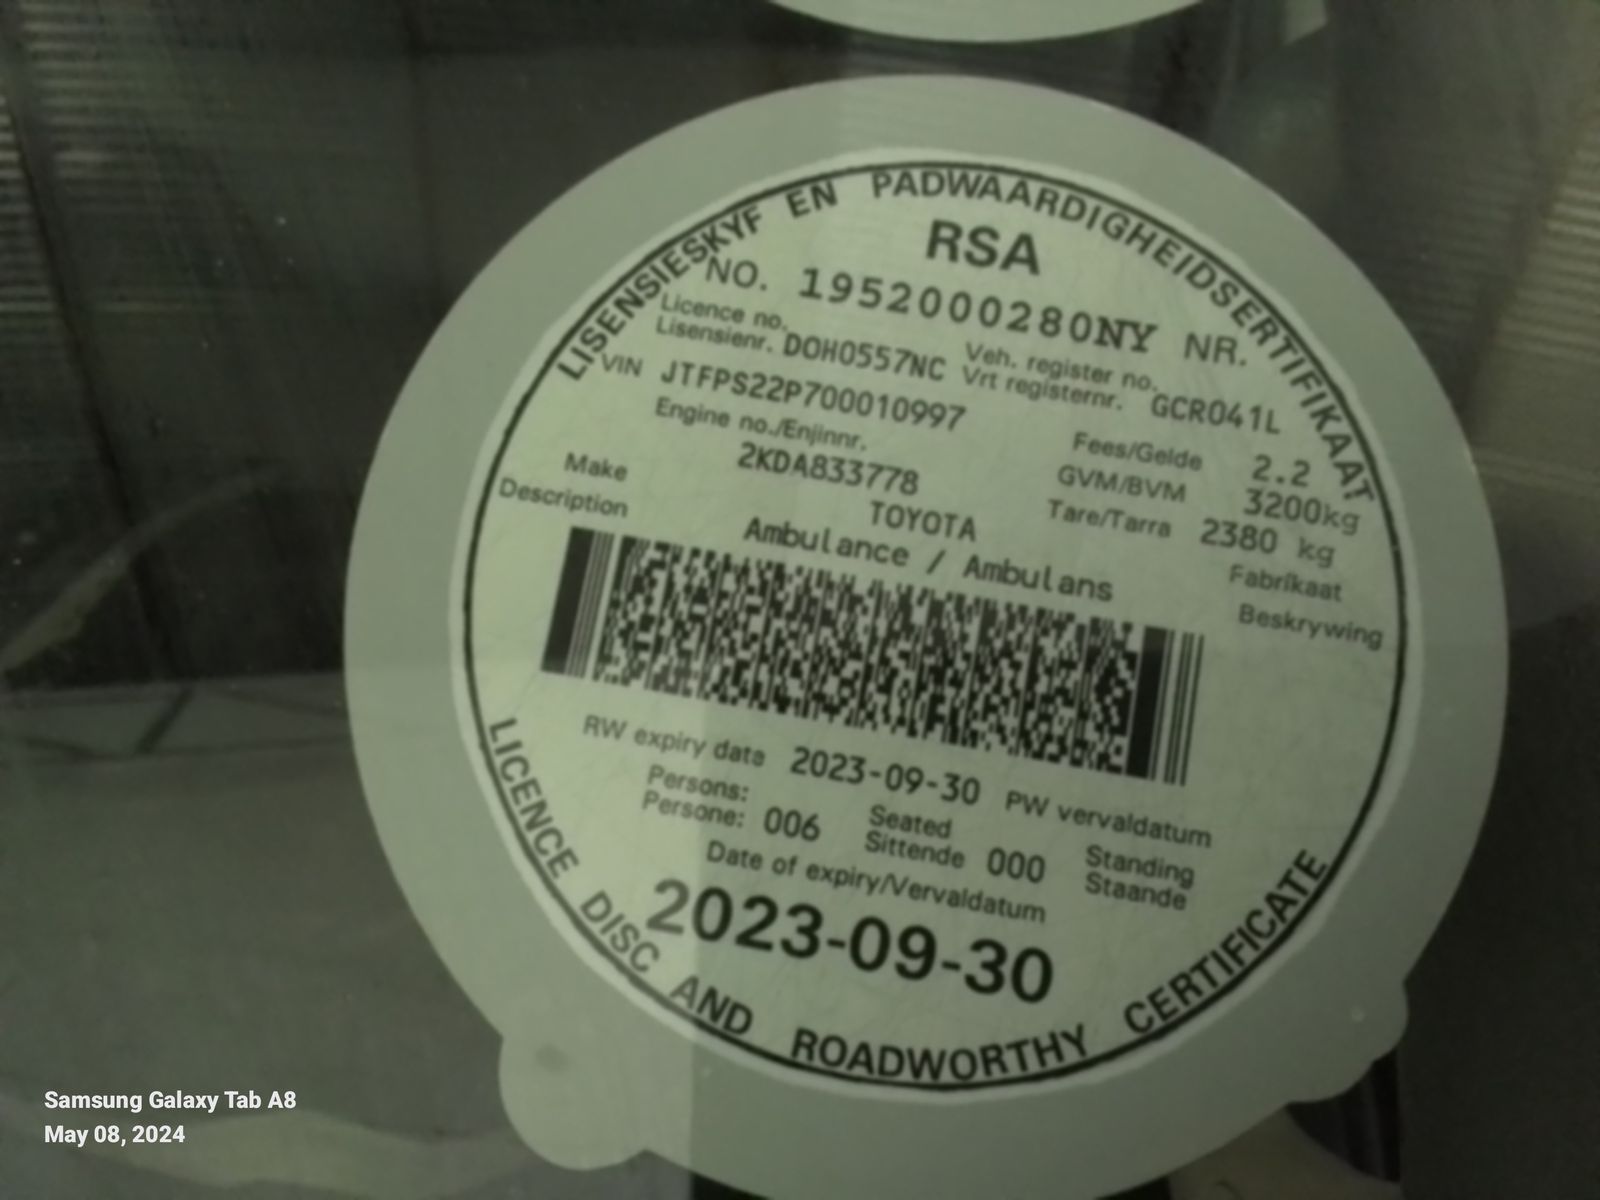 LISENSIESKYF EN PADWAARDIGHEIDSERTIFIKAAT
RSA
NO. 1952000280NY NR.
Licence no. Veh. register no.
Lisensienr. DOH0557NC Vrt registernr. GCR041L
VIN JTFPS22P700010997
Engine no./Enjinnr. Fees/Gelde 2.2
2KDA833778 GVM/BVM 3200kg
Make TOYOTA Tare/Tarra 2380 kg
Description Ambulance / Ambulans Fabrikaat
Beskrywing
RW expiry date 2023-09-30 PW vervaldatum
Persons: Seated Standing
Persone: 006 Sittende 000 Staande
Date of expiry/Vervaldatum
2023-09-30
LICENCE DISC AND ROADWORTHY CERTIFICATE
Samsung Galaxy Tab A8
May 08, 2024